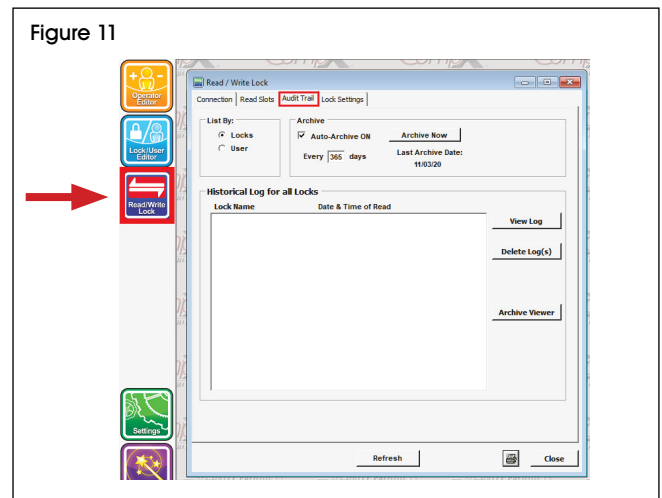 Figure 11
CompX CompX CompX
Operator
Editor
Lock/User
Editor
Read/Write
Lock
Settings
Read / Write Lock
Connection Read Slots Audit Trail Lock Settings
List By:
Locks
User
Archive
Auto-Archive ON Archive Now
Every 365 days
Last Archive Date:
11/03/20
Historical Log for all Locks
Lock Name Date & Time of Read
View Log
Delete Log(s)
Archive Viewer
Refresh Close